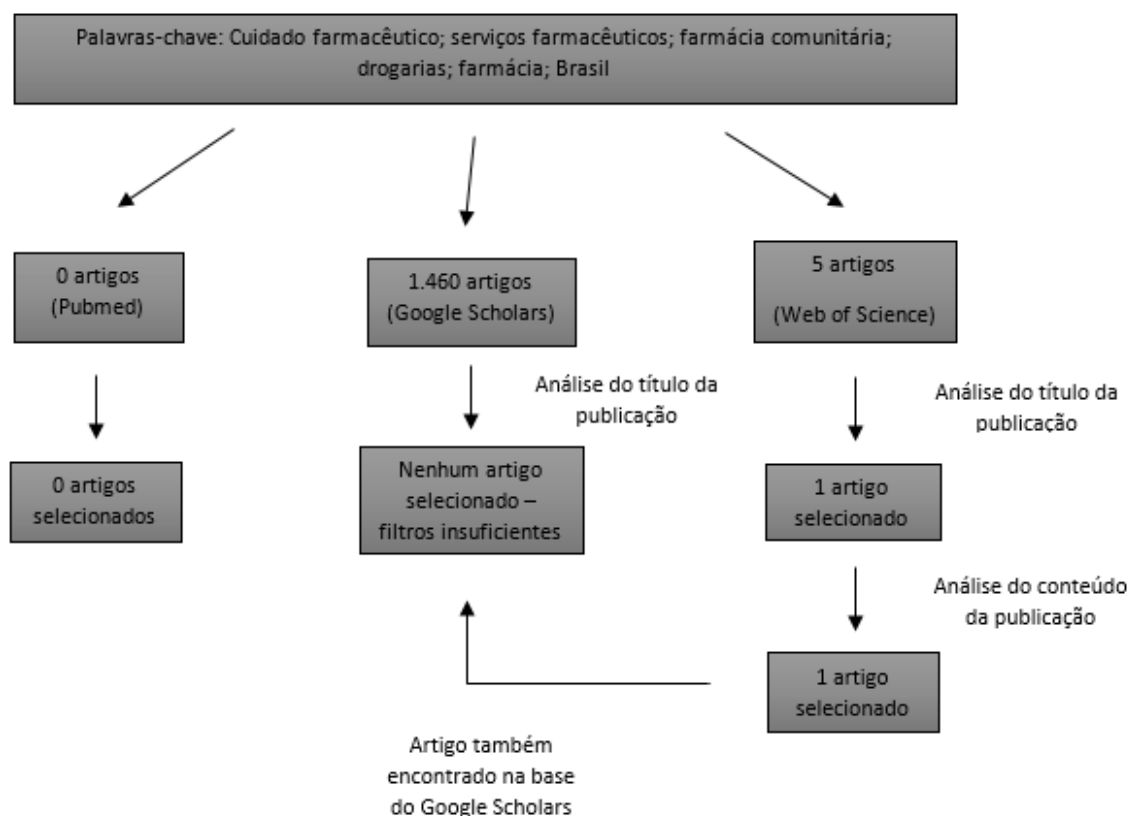 Palavras-chave: Cuidado farmacêutico; serviços farmacêuticos; farmácia comunitária;
drogarias; farmácia; Brasil
0 artigos
(Pubmed)
1.460 artigos
(Google Scholars)
5 artigos
(Web of Science)
Análise do título da
publicação
Análise do título da
publicação
0 artigos
selecionados
Nenhum artigo
selecionado –
filtros insuficientes
1 artigo
selecionado
Análise do conteúdo
da publicação
1 artigo
selecionado
Artigo também
encontrado na base
do Google Scholars